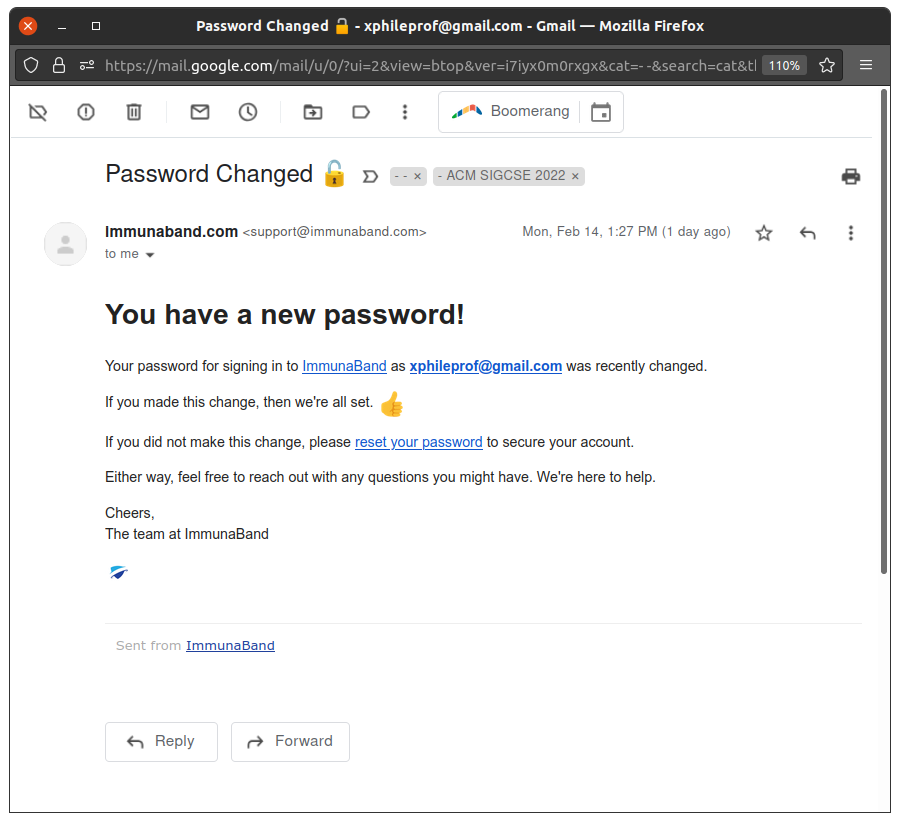 Password Changed 🔓 - xphileprof@gmail.com - Gmail — Mozilla Firefox
https://mail.google.com/mail/u/0/?ui=2&view=btop&ver=i7iyx0m0rxgx&cat=- -&search=cat&tl 110%
Boomerang
Password Changed 🔓 - - × - ACM SIGCSE 2022 ×
Immunaband.com <support@immunaband.com> Mon, Feb 14, 1:27 PM (1 day ago)
to me
You have a new password!
Your password for signing in to ImmunaBand as xphileprof@gmail.com was recently changed.
If you made this change, then we're all set. 👍
If you did not make this change, please reset your password to secure your account.
Either way, feel free to reach out with any questions you might have. We're here to help.
Cheers,
The team at ImmunaBand
Sent from ImmunaBand
Reply Forward